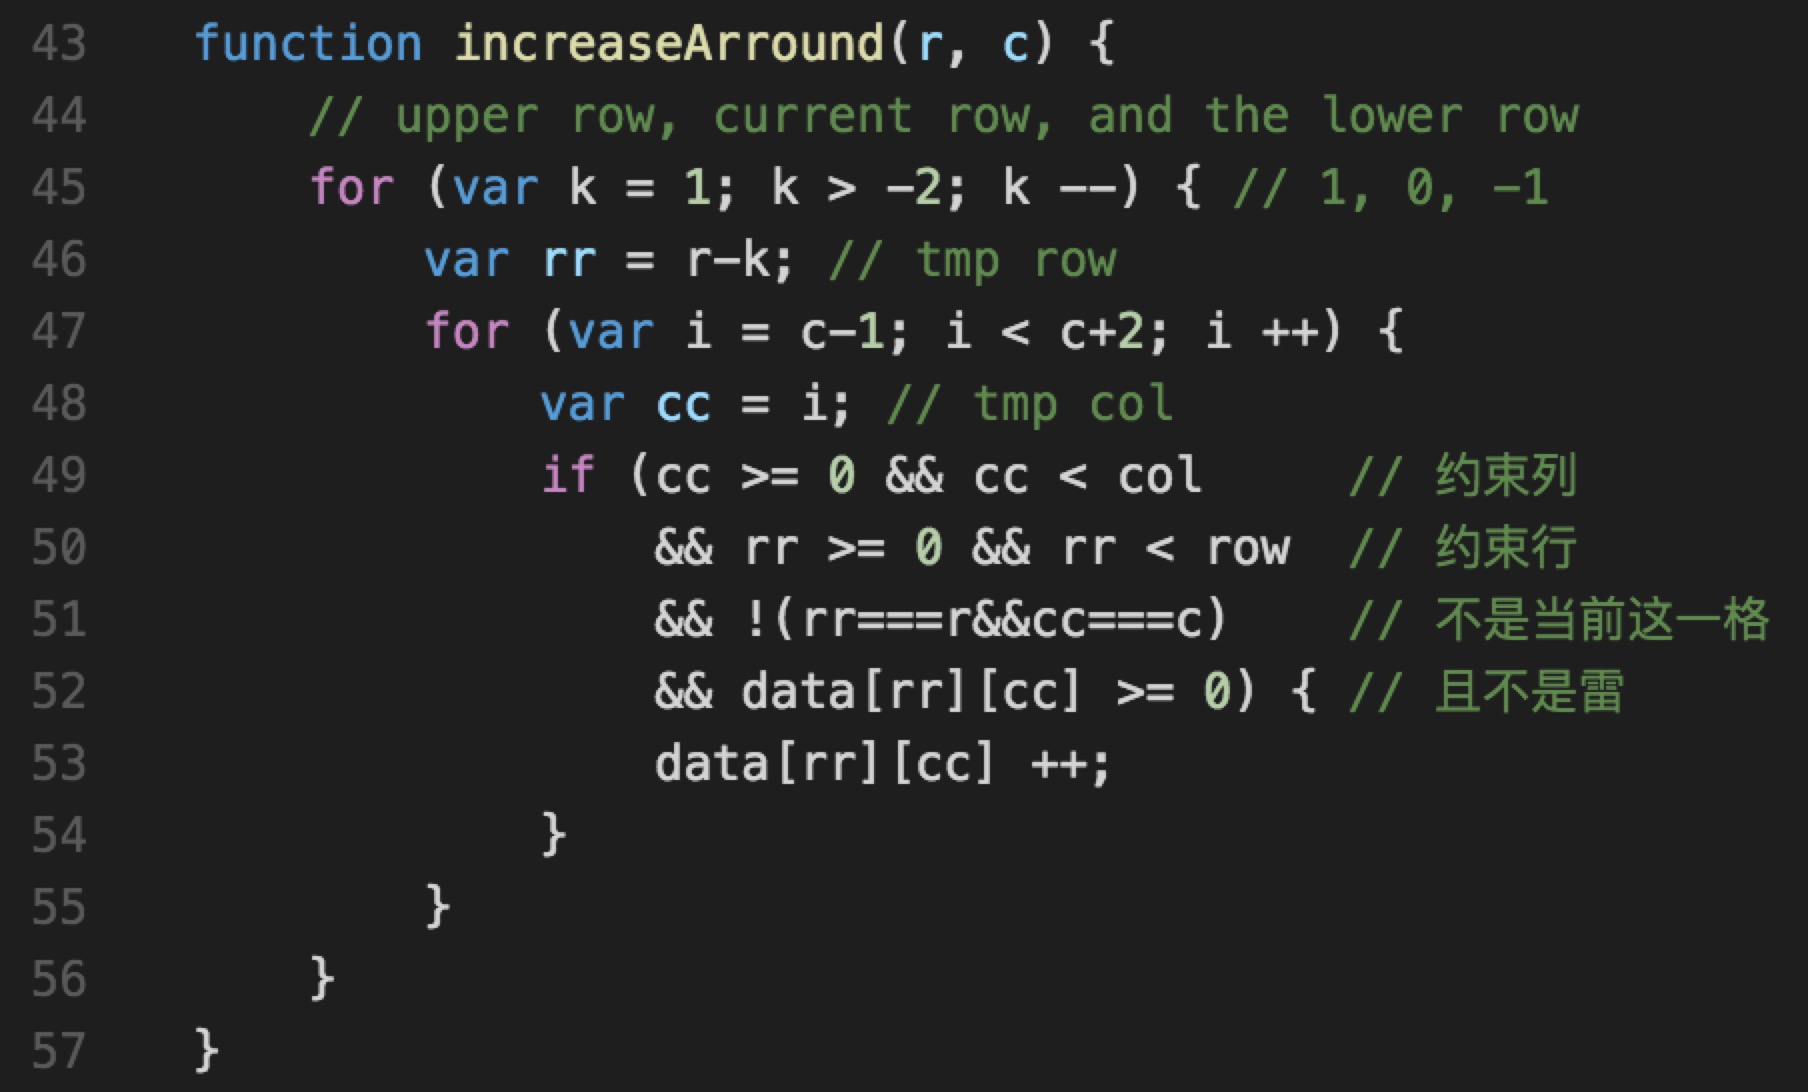 43 function increaseArround(r, c) {
44 // upper row, current row, and the lower row
45 for (var k = 1; k > -2; k --) { // 1, 0, -1
46 var rr = r-k; // tmp row
47 for (var i = c-1; i < c+2; i ++) {
48 var cc = i; // tmp col
49 if (cc >= 0 && cc < col // 约束列
50 && rr >= 0 && rr < row // 约束行
51 && !(rr===r&&cc===c) // 不是当前这一格
52 && data[rr][cc] >= 0) { // 且不是雷
53 data[rr][cc] ++;
54 }
55 }
56 }
57 }